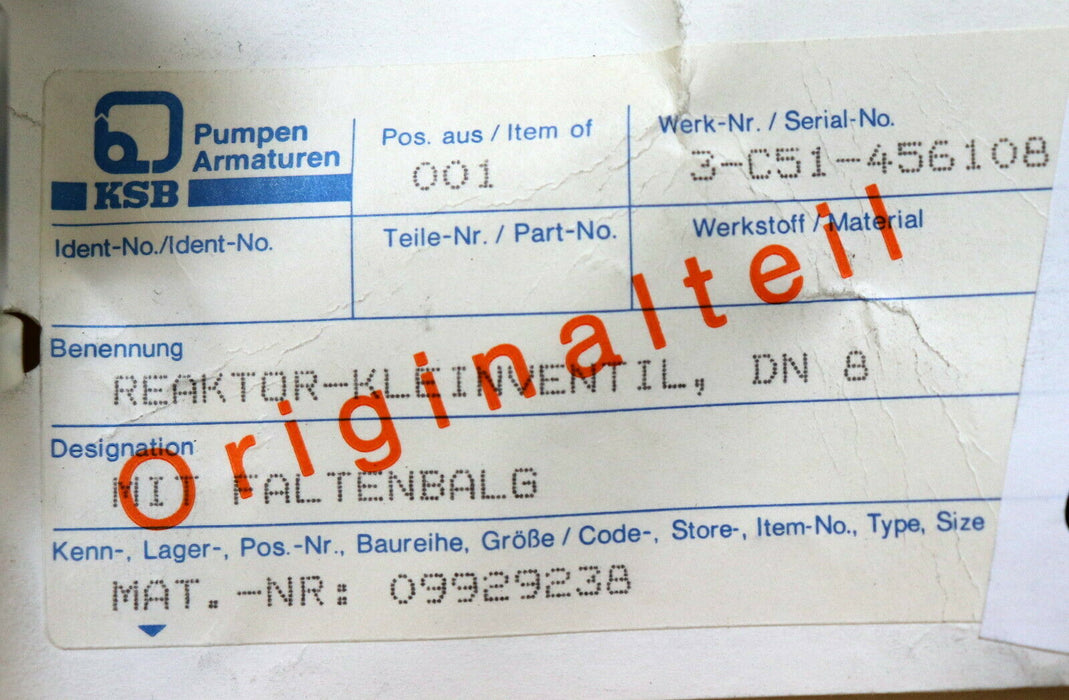 Pumpen
Armaturen
KSB
Pos. aus / Item of
001
Werk-Nr. / Serial-No.
3-C51-456108
Ident-No./Ident-No.
Teile-Nr. / Part-No.
Werkstoff / Material
Originalteil
Benennung
REAKTOR-KLEINVENTIL, DN 8
Designation
MIT FALTENBALG
Kenn-, Lager-, Pos.-Nr., Baureihe, Größe / Code-, Store-, Item-No., Type, Size
MAT.-NR: 09929238